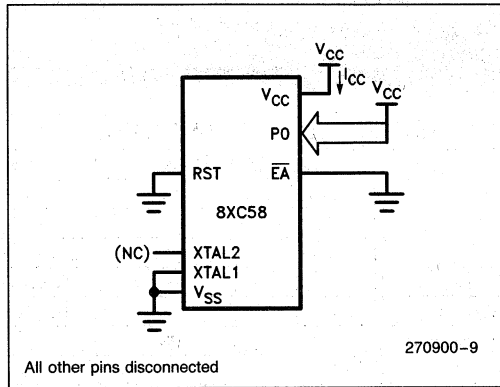 VCC
ICC
VCC
VCC
P0
RST
EA
8XC58
(NC)
XTAL2
XTAL1
VSS
270900-9
All other pins disconnected